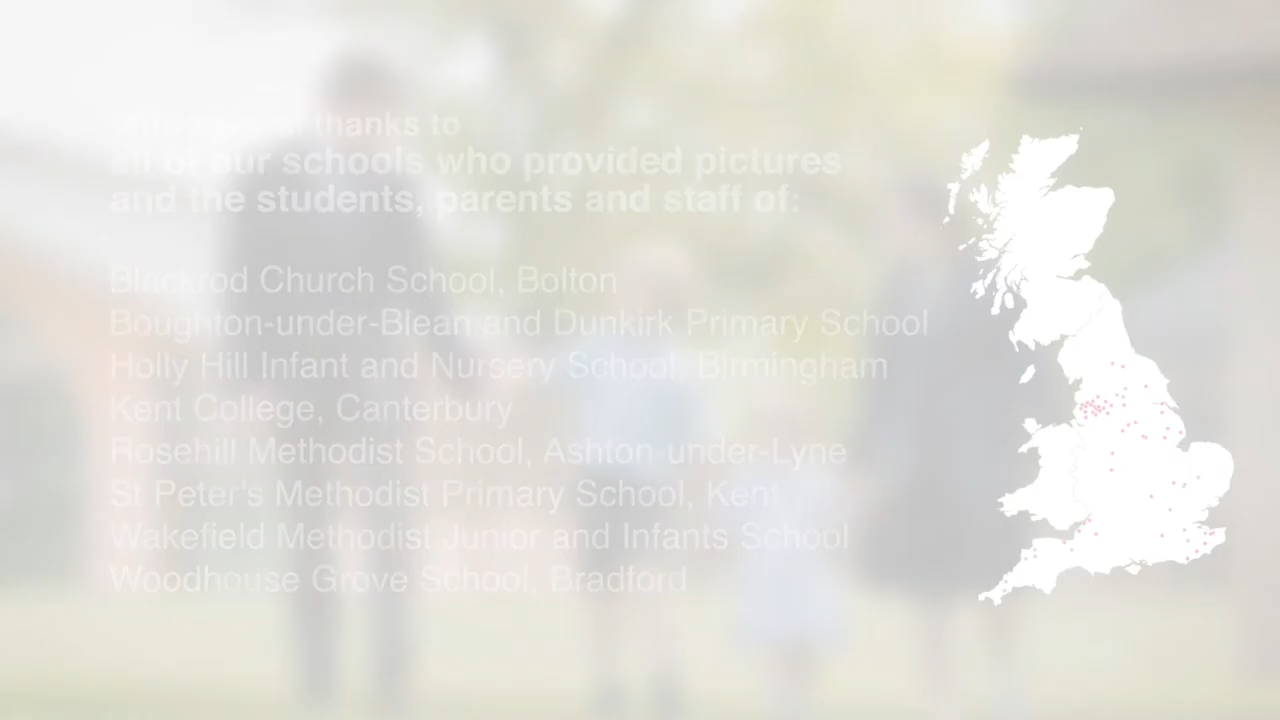 thanks to
all of our schools who provided pictures
and the students, parents and staff of:
Blackrod Church School, Bolton
Boughton-under-Blean and Dunkirk Primary School
Holly Hill Infant and Nursery School, Birmingham
Kent College, Canterbury
Rosehill Methodist School, Ashton-under-Lyne
St Peter's Methodist Primary School, Kent
Wakefield Methodist Junior and Infants School
Woodhouse Grove School, Bradford